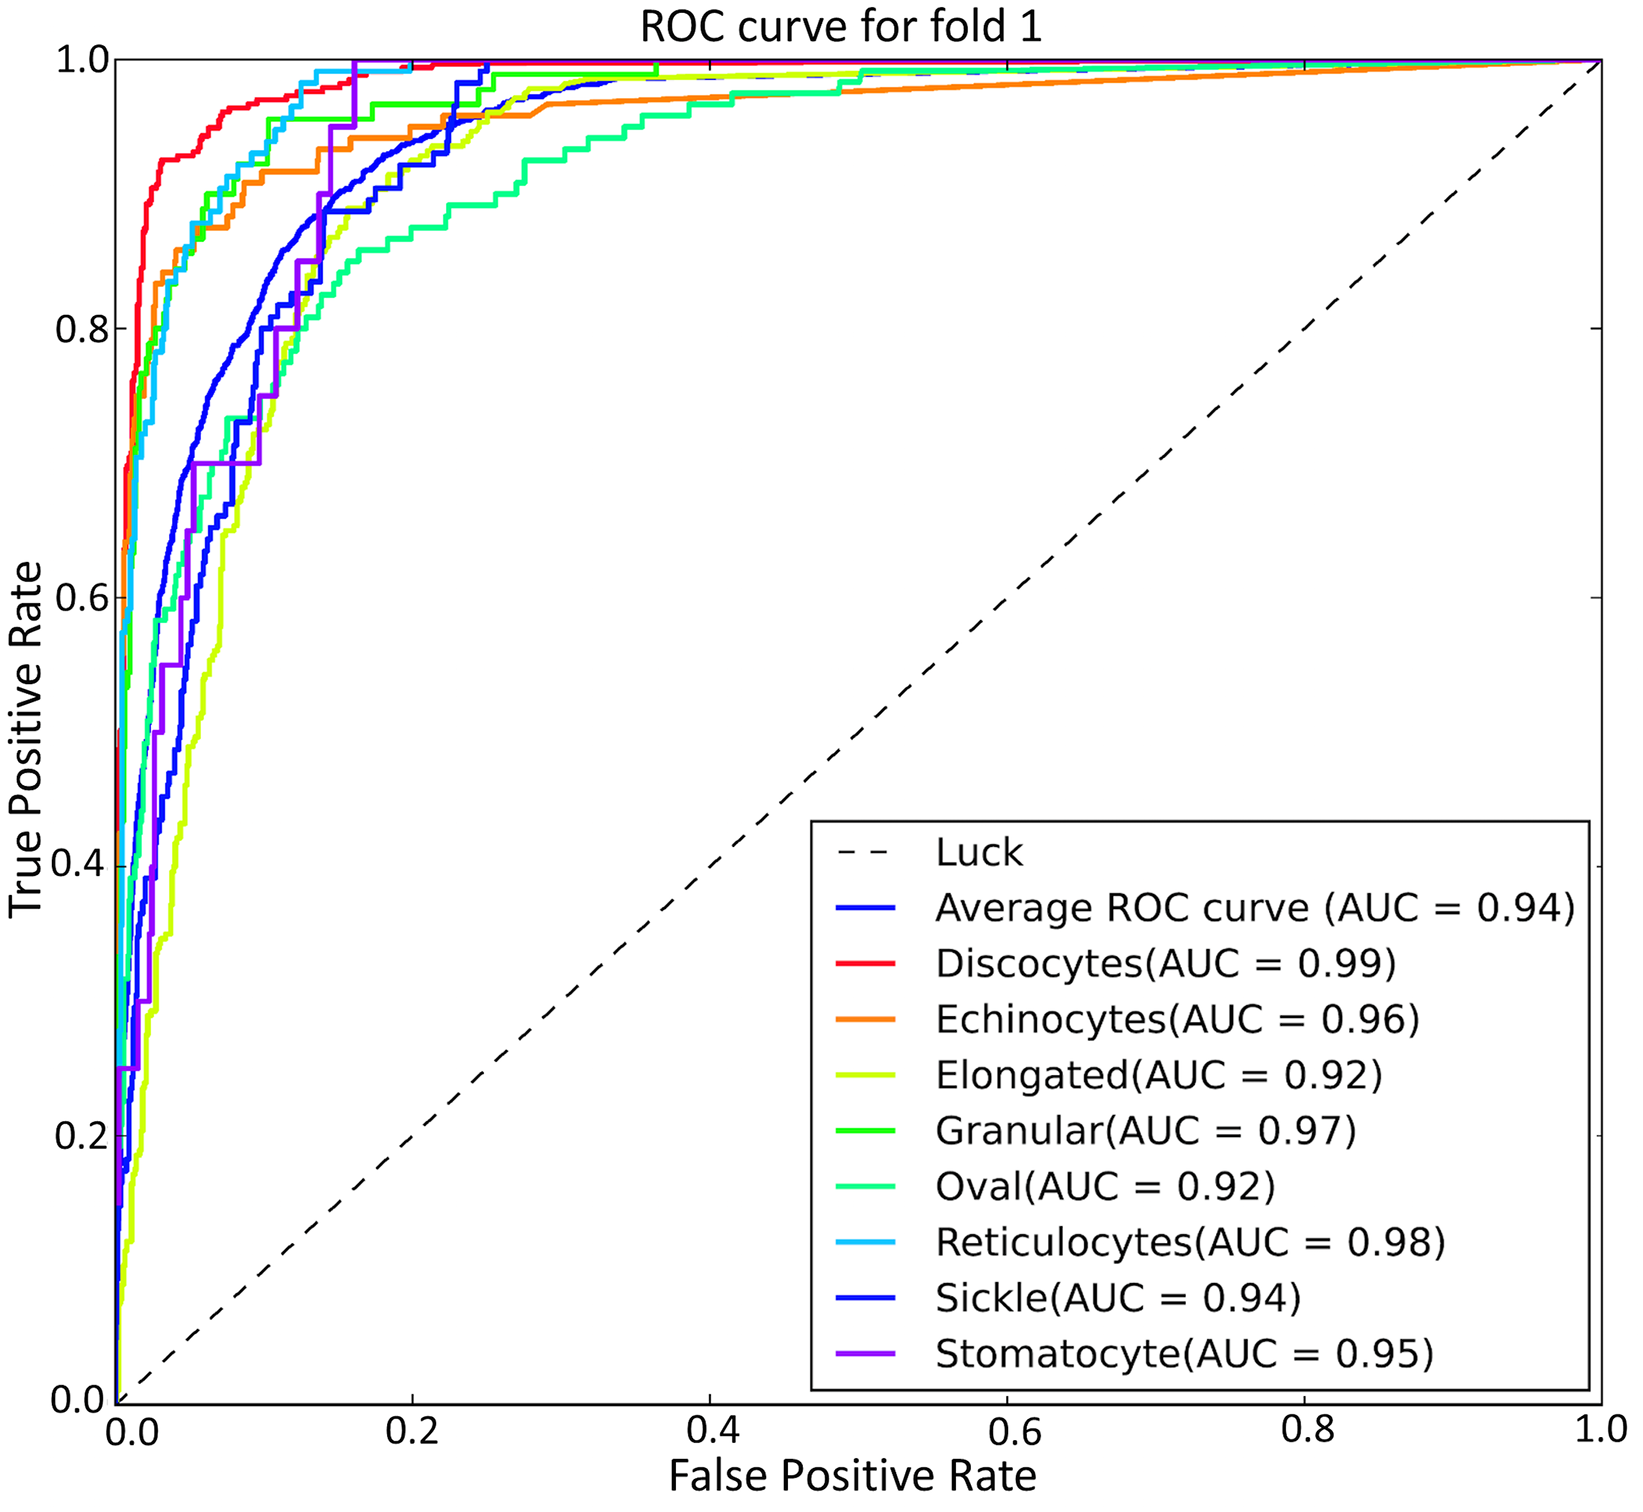 ROC curve for fold 1
1.0
0.8
0.6
0.4
0.2
0.0
True Positive Rate
Luck
Average ROC curve (AUC = 0.94)
Discocytes(AUC = 0.99)
Echinocytes(AUC = 0.96)
Elongated(AUC = 0.92)
Granular(AUC = 0.97)
Oval(AUC = 0.92)
Reticulocytes(AUC = 0.98)
Sickle(AUC = 0.94)
Stomatocyte(AUC = 0.95)
0.0 0.2 0.4 0.6 0.8 1.0
False Positive Rate